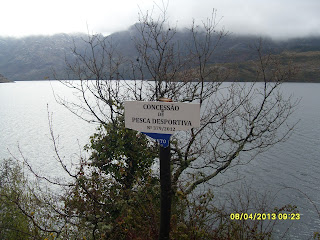 CONCESSÃO
DE
PESCA DESPORTIVA
08/04/2013 09:23